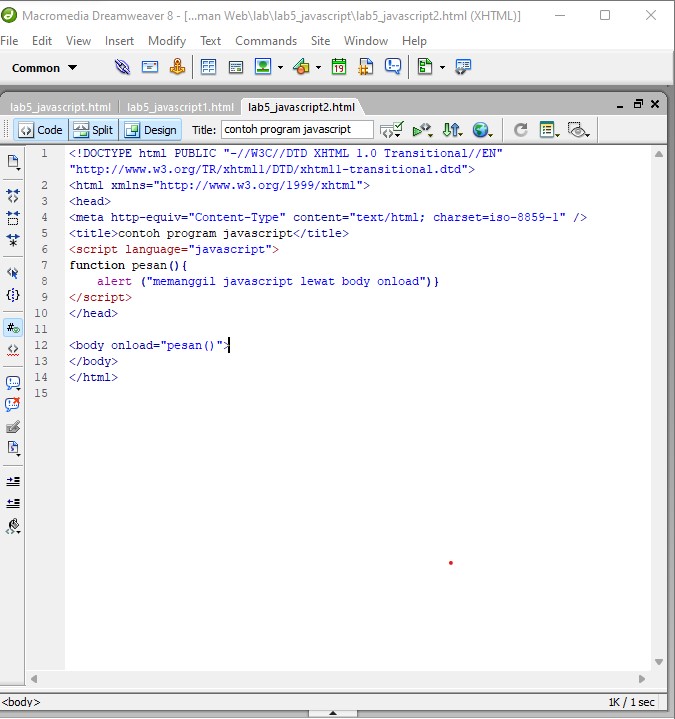 Macromedia Dreamweaver 8 - [...man Web\lab\lab5_javascript\lab5_javascript2.html (XHTML)]
File Edit View Insert Modify Text Commands Site Window Help
Common 19
lab5_javascript.html lab5_javascript1.html lab5_javascript2.html
Code Split Design Title: contoh program javascript
1 <!DOCTYPE html PUBLIC "-//W3C//DTD XHTML 1.0 Transitional//EN"
"http://www.w3.org/TR/xhtml1/DTD/xhtml1-transitional.dtd">
2 <html xmlns="http://www.w3.org/1999/xhtml">
3 <head>
4 <meta http-equiv="Content-Type" content="text/html; charset=iso-8859-1" />
5 <title>contoh program javascript</title>
6 <script language="javascript">
7 function pesan(){
8 alert ("memanggil javascript lewat body onload")}
9 </script>
10 </head>
11
12 <body onload="pesan()">
13 </body>
14 </html>
15
<body> 1K / 1 sec